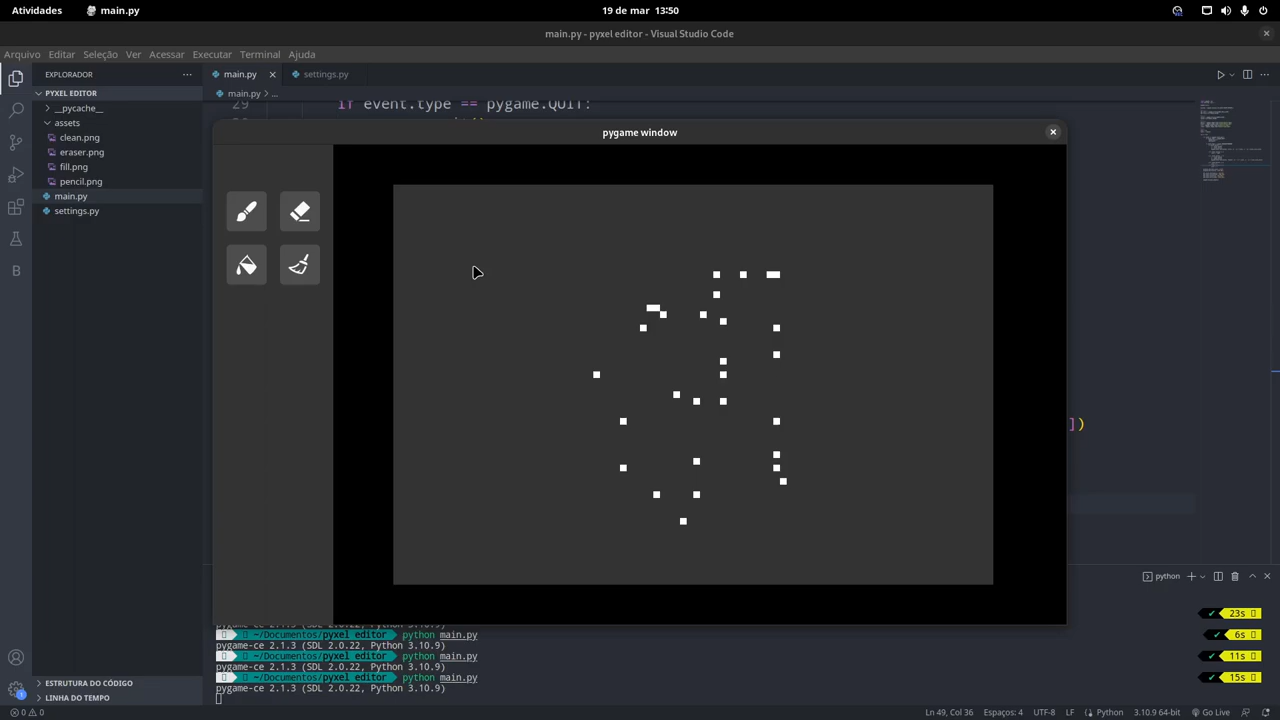 Atividades
main.py
19 de mar 13:50
main.py - pyxel editor - Visual Studio Code
Arquivo Editar Seleção Ver Acessar Executar Terminal Ajuda
EXPLORADOR
main.py
settings.py
PYXEL EDITOR
main.py > ...
__pycache__
29 if event.type == pygame.QUIT:
assets
clean.png
pygame window
eraser.png
fill.png
pencil.png
main.py
settings.py
B
])
python
~/Documentos/pyxel editor python main.py
6s
pygame-ce 2.1.3 (SDL 2.0.22, Python 3.10.9)
~/Documentos/pyxel editor python main.py
11s
pygame-ce 2.1.3 (SDL 2.0.22, Python 3.10.9)
~/Documentos/pyxel editor python main.py
15s
pygame-ce 2.1.3 (SDL 2.0.22, Python 3.10.9)
23s
ESTRUTURA DO CÓDIGO
LINHA DO TEMPO
1
0 0
Ln 49, Col 36 Espaços: 4 UTF-8 LF Python 3.10.9 64-bit Go Live